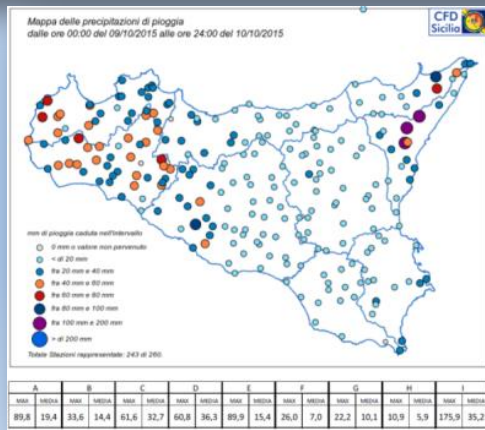 Mappa delle precipitazioni di pioggia
dalle ore 00:00 del 09/10/2015 alle ore 24:00 del 10/10/2015
CFD
Sicilia
mm di pioggia caduta nell'intervallo
0 mm o valore non pervenuto
< di 20 mm
fra 20 mm e 40 mm
fra 40 mm e 60 mm
fra 60 mm e 80 mm
fra 80 mm e 100 mm
fra 100 mm e 200 mm
> di 200 mm
Totale Stazioni rappresentate: 243 di 260.
A B C D E F G H I
MAX MEDIA MAX MEDIA MAX MEDIA MAX MEDIA MAX MEDIA MAX MEDIA MAX MEDIA MAX MEDIA MAX MEDIA
89,8 19,4 33,6 14,4 61,6 32,7 60,8 36,3 89,9 15,4 26,0 7,0 22,2 10,1 10,9 5,9 175,9 35,2